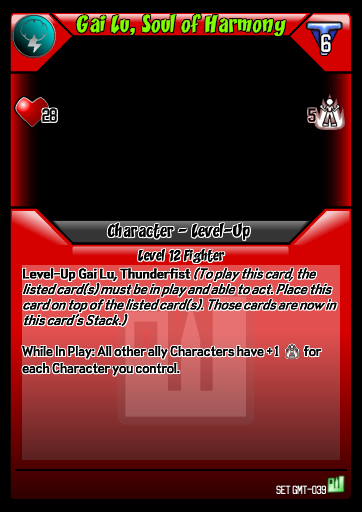 Gai Lu, Soul of Harmony
6
28
5
Character - Level-Up
Level 12 Fighter
Level-Up Gai Lu, Thunderfist (To play this card, the
listed card(s) must be in play and able to act. Place this
card on top of the listed card(s). Those cards are now in
this card's Stack.)
While In Play: All other ally Characters have +1 for
each Character you control.
SET GMT-039